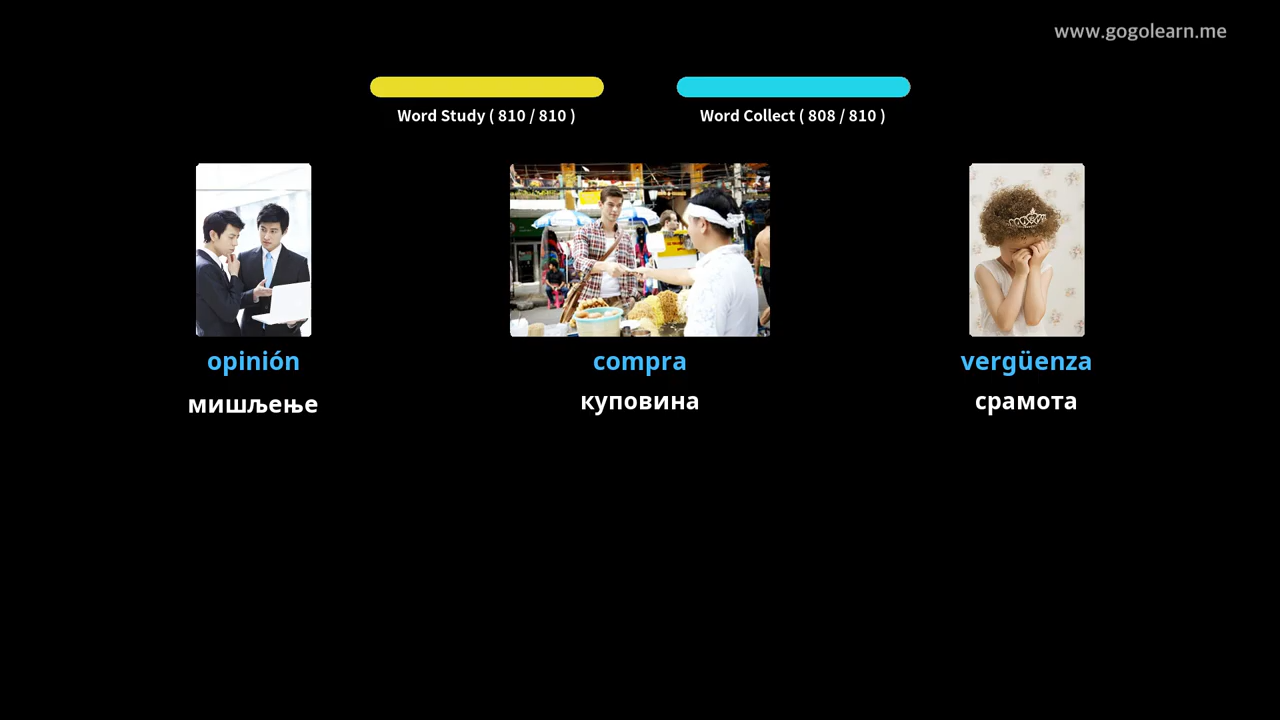 www.gogolearn.me
Word Study ( 810 / 810 )
Word Collect ( 808 / 810 )
opinión
compra
vergüenza
мишљење
куповина
срамота